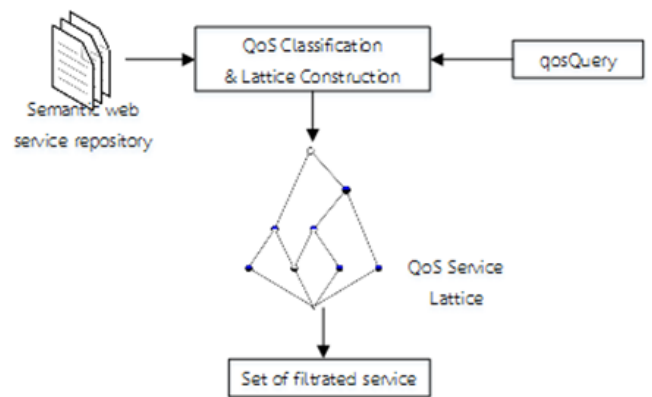 QoS Classification
& Lattice Construction
qosQuery
Semantic web
service repository
QoS Service
Lattice
Set of filtrated service